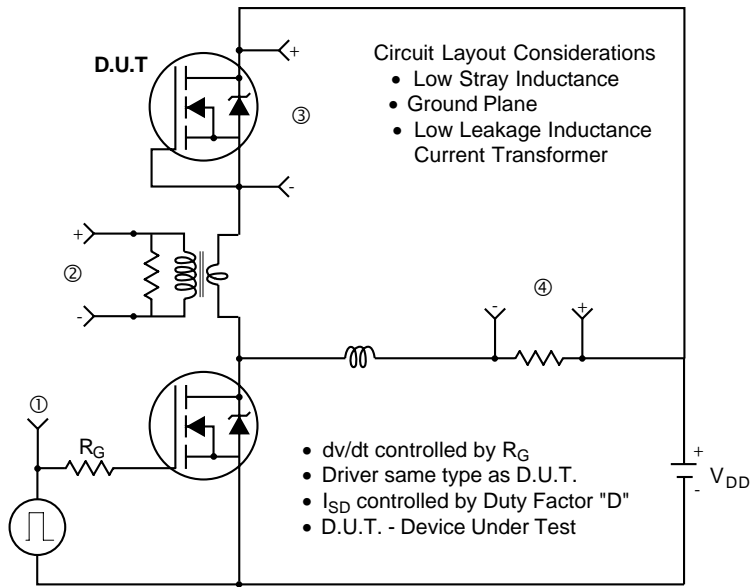 D.U.T
+
Circuit Layout Considerations
• Low Stray Inductance
• Ground Plane
• Low Leakage Inductance
Current Transformer
③
-
+
②
-
-
④
+
①
R_G
• dv/dt controlled by R_G
• Driver same type as D.U.T.
• I_SD controlled by Duty Factor "D"
• D.U.T. - Device Under Test
+
V_DD
-